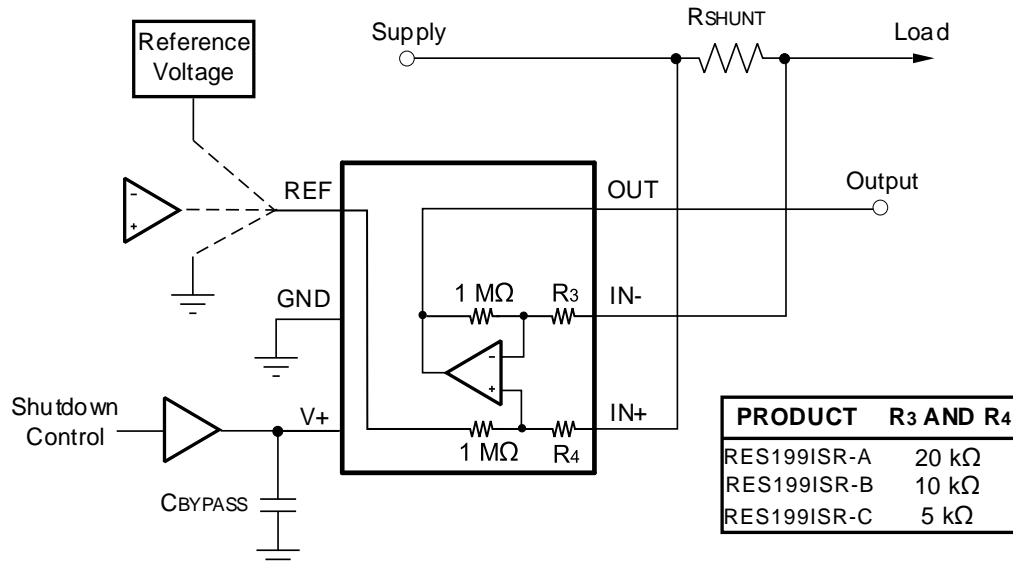 Reference
Voltage
Supply
RSHUNT
Load
REF
OUT
Output
-
+
GND
1 MΩ
R3
IN-
-
+
Shutdown
Control
V+
IN+
1 MΩ
R4
CBYPASS
PRODUCT R3 AND R4
RES199ISR-A 20 kΩ
RES199ISR-B 10 kΩ
RES199ISR-C 5 kΩ